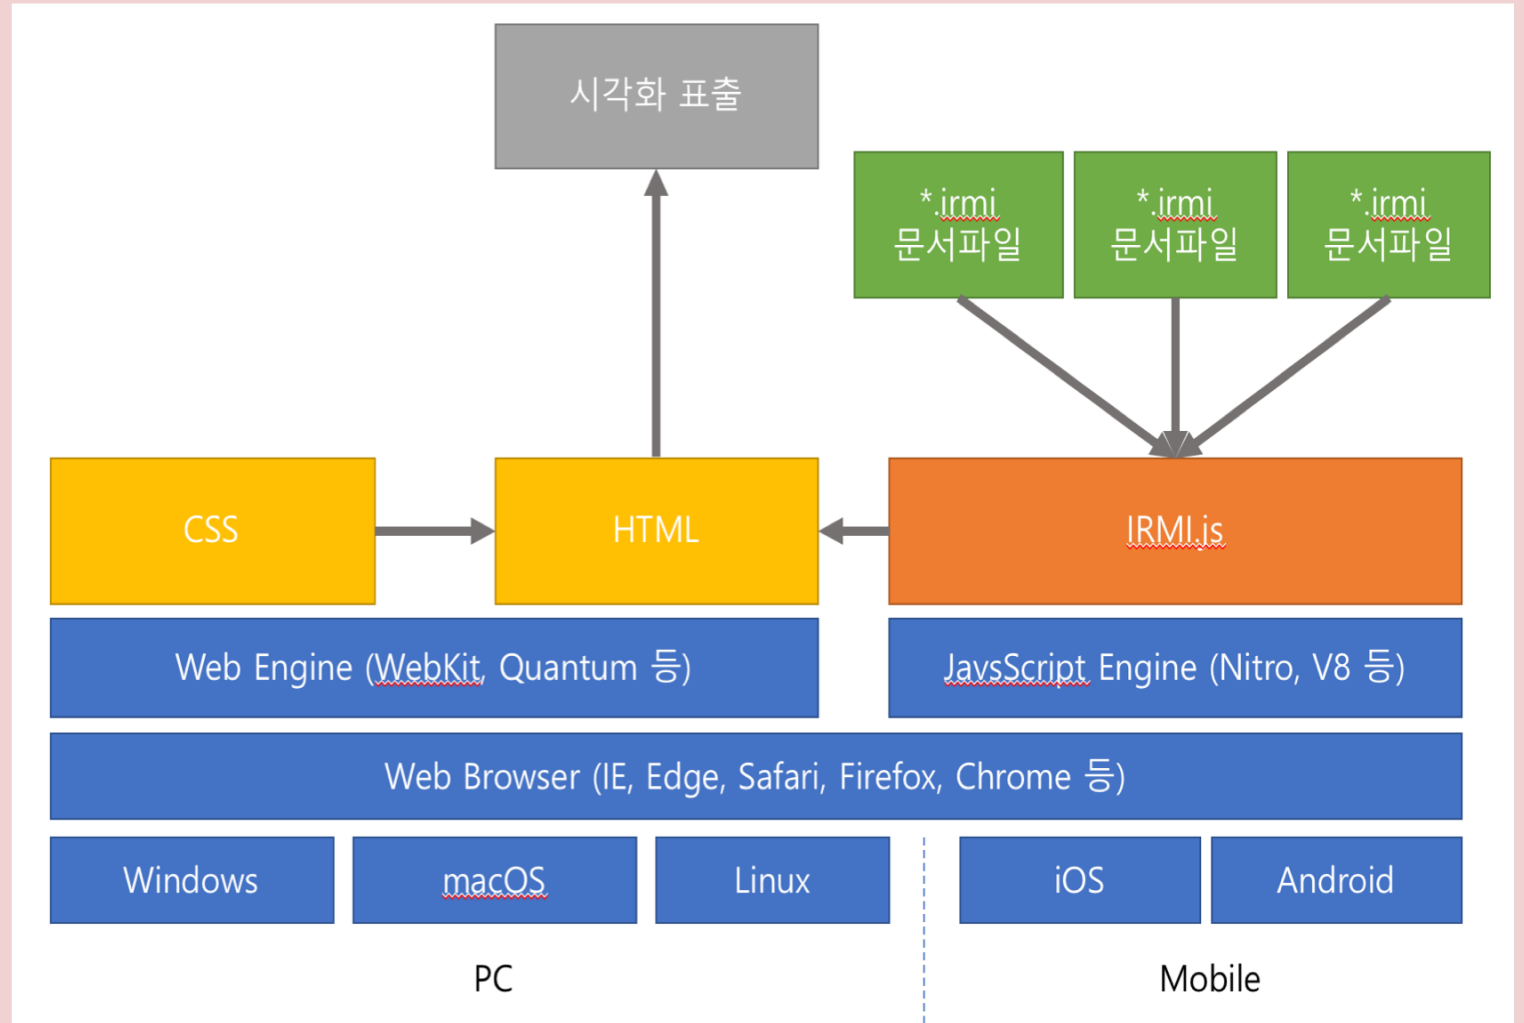 시각화 표출
*.irmi
문서파일
*.irmi
문서파일
*.irmi
문서파일
CSS
HTML
IRMI.js
Web Engine (WebKit, Quantum 등)
JavsScript Engine (Nitro, V8 등)
Web Browser (IE, Edge, Safari, Firefox, Chrome 등)
Windows
macOS
Linux
iOS
Android
PC
Mobile